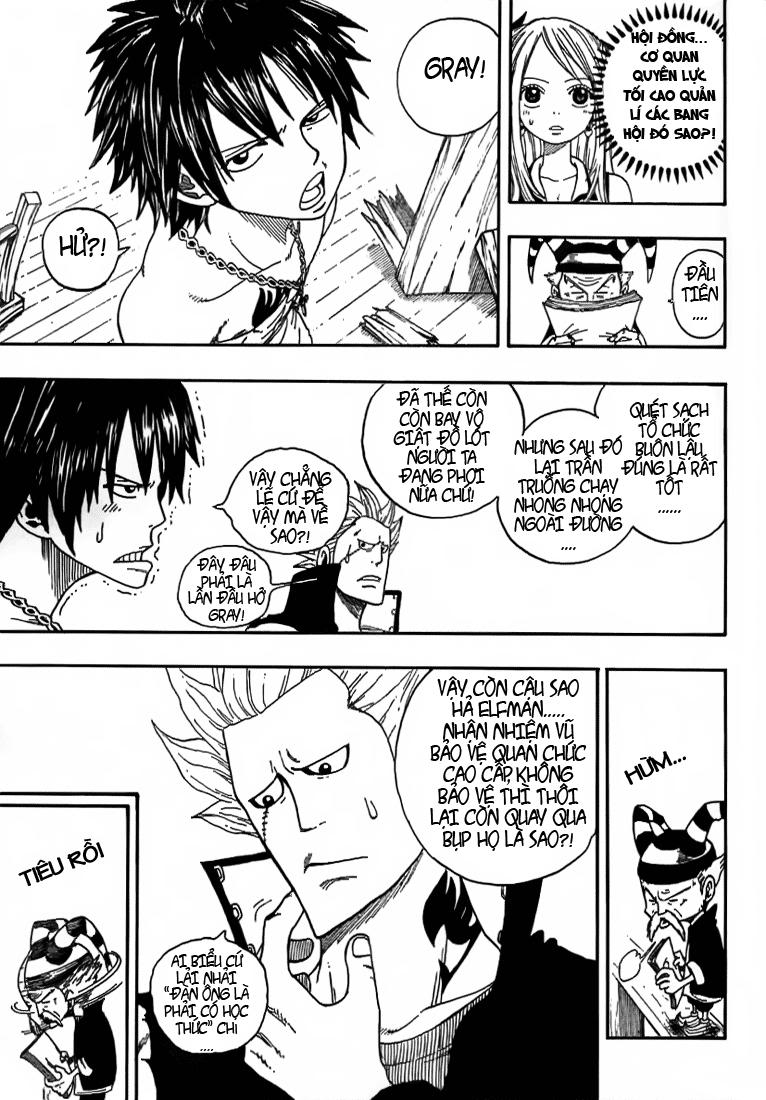 HỘI ĐỒNG...
CƠ QUAN
QUYỀN LỰC
TỐI CAO QUẢN
LÍ CÁC BANG
HỘI ĐÓ SAO?!
ĐẦU
TIÊN
....
GRAY!
HỬ?!
QUÉT SẠCH
TỔ CHỨC
BUÔN LẬU
ĐÚNG LÀ RẤT
TỐT
......
NHƯNG SAU ĐÓ
LẠI TRẦN
TRUỒNG CHẠY
NHONG NHONG
NGOÀI ĐƯỜNG
....
ĐÃ THẾ CÒN
CÒN BAY VÔ
GIẬT ĐỒ LÓT
NGƯỜI TA
ĐANG PHƠI
NỮA CHỨ!
VẬY CHẲNG
LẼ CỨ ĐỂ
VẬY MÀ VỀ
SAO?!
ĐÂY ĐÂU
PHẢI LÀ
LẦN ĐẦU HỞ
GRAY!
HỪM...
VẬY CÒN CẬU SAO
HẢ ELFMAN.....
NHẬN NHIỆM VŨ
BẢO VỆ QUAN CHỨC
CAO CẤP, KHÔNG
BẢO VỆ THÌ THÔI
LẠI CÒN QUAY QUA
BỤP HỌ LÀ SAO?!
AI BIỂU CỨ
LẢI NHẢI
"ĐÀN ÔNG LÀ
PHẢI CÓ HỌC
THỨC" CHI
....
TIÊU RỒI